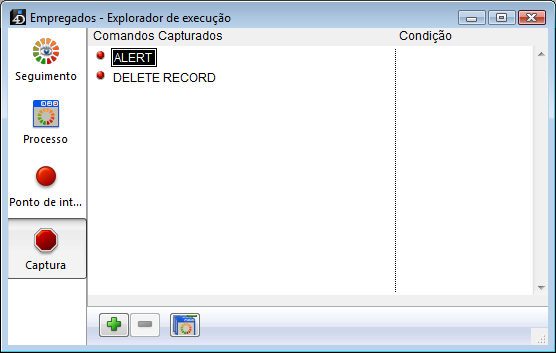 Empregados - Explorador de execução
Seguimento
Processo
Ponto de int...
Captura
Comandos Capturados
Condição
ALERT
DELETE RECORD